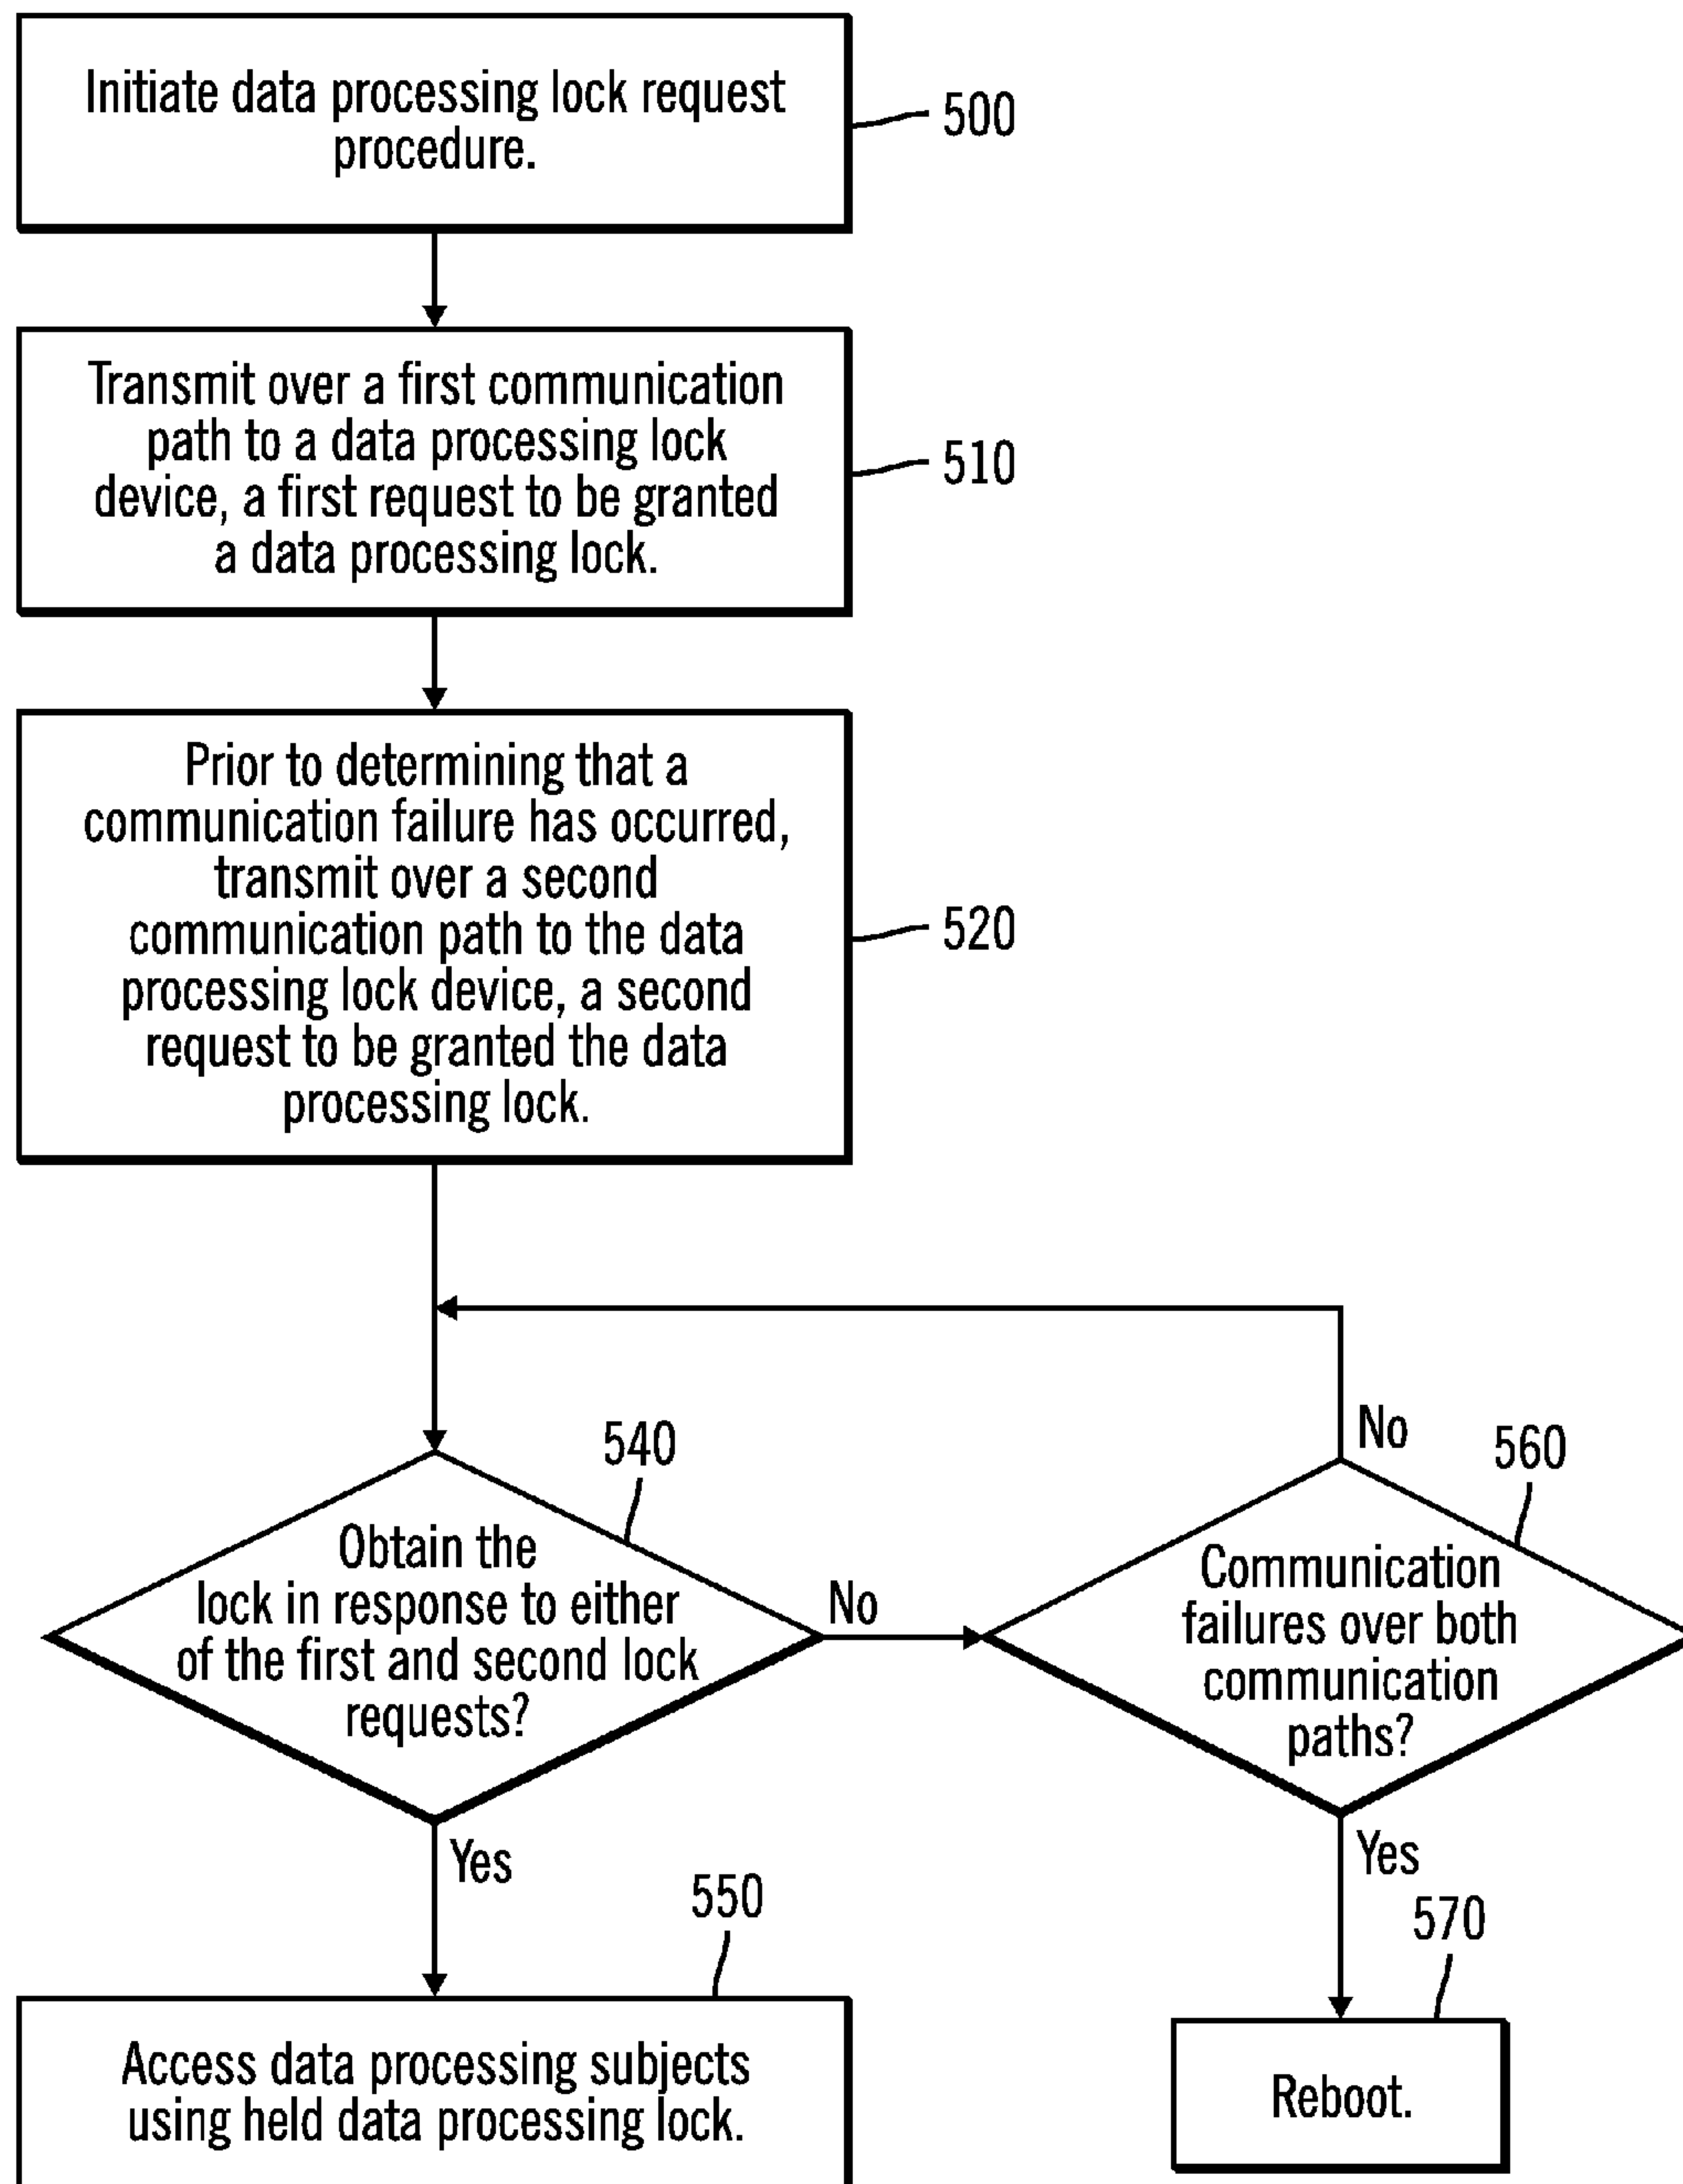 Initiate data processing lock request
procedure.
500
Transmit over a first communication
path to a data processing lock
device, a first request to be granted
a data processing lock.
510
Prior to determining that a
communication failure has occurred,
transmit over a second
communication path to the data
processing lock device, a second
request to be granted the data
processing lock.
520
540
Obtain the
lock in response to either
of the first and second lock
requests?
No
Yes
No
560
Communication
failures over both
communication
paths?
Yes
550
Access data processing subjects
using held data processing lock.
570
Reboot.